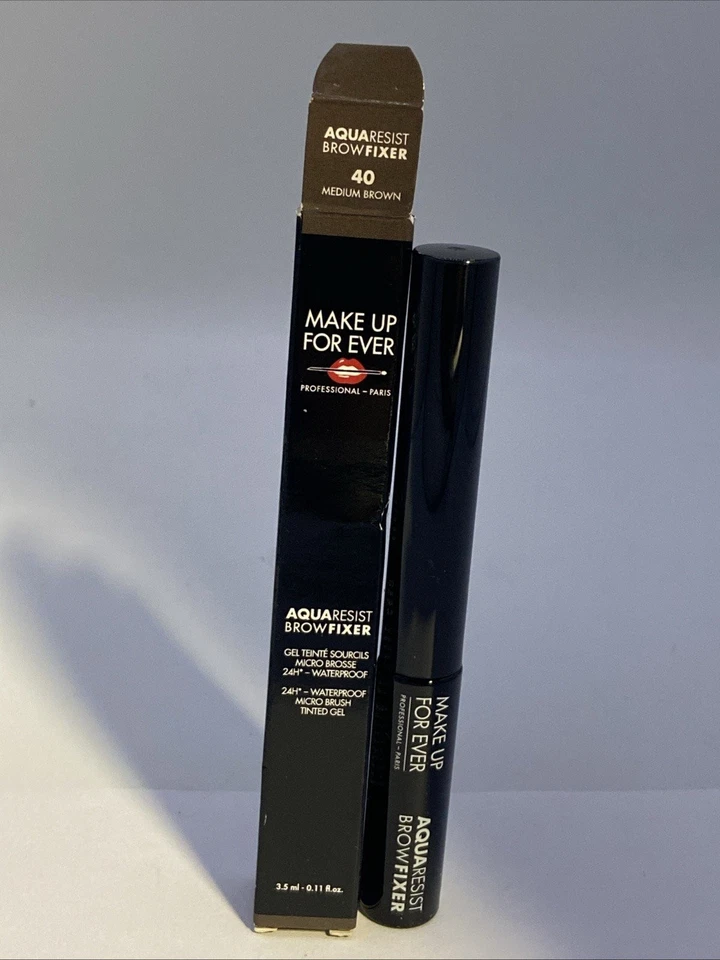 AQUARESIST
BROWFIXER
40
MEDIUM BROWN
MAKE UP
FOR EVER
PROFESSIONAL – PARIS
AQUARESIST
BROWFIXER
GEL TEINTÉ SOURCILS
MICRO BROSSE
24H* – WATERPROOF
24H* – WATERPROOF
MICRO BRUSH
TINTED GEL
3.5 ml - 0.11 fl.oz.
MAKE UP
FOR EVER
PROFESSIONAL – PARIS
AQUARESIST
BROWFIXER